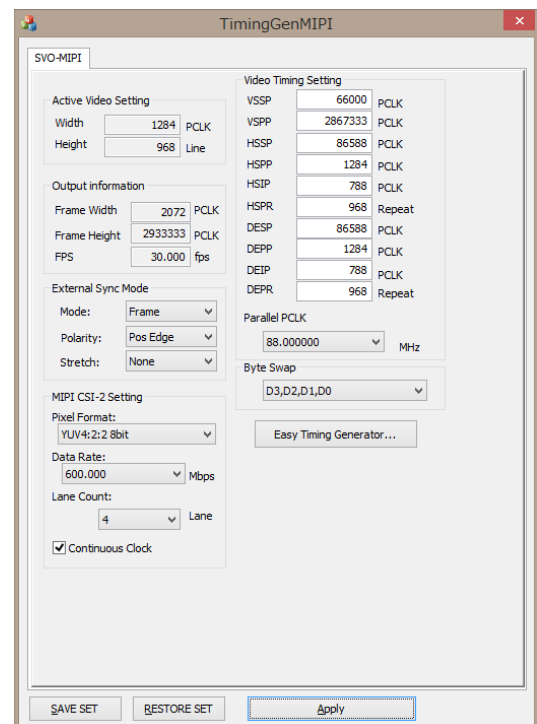 TimingGenMIPI
SVO-MIPI
Active Video Setting
Width 1284 PCLK
Height 968 Line
Output information
Frame Width 2072 PCLK
Frame Height 2933333 PCLK
FPS 30.000 fps
External Sync Mode
Mode: Frame
Polarity: Pos Edge
Stretch: None
MIPI CSI-2 Setting
Pixel Format:
YUV4:2:2 8bit
Data Rate:
600.000 Mbps
Lane Count:
4 Lane
Continuous Clock
Video Timing Setting
VSSP 66000 PCLK
VSPP 2867333 PCLK
HSSP 86588 PCLK
HSPP 1284 PCLK
HSIP 788 PCLK
HSPR 968 Repeat
DESP 86588 PCLK
DEPP 1284 PCLK
DEIP 788 PCLK
DEPR 968 Repeat
Parallel PCLK
88.000000 MHz
Byte Swap
D3,D2,D1,D0
Easy Timing Generator...
SAVE SET RESTORE SET Apply